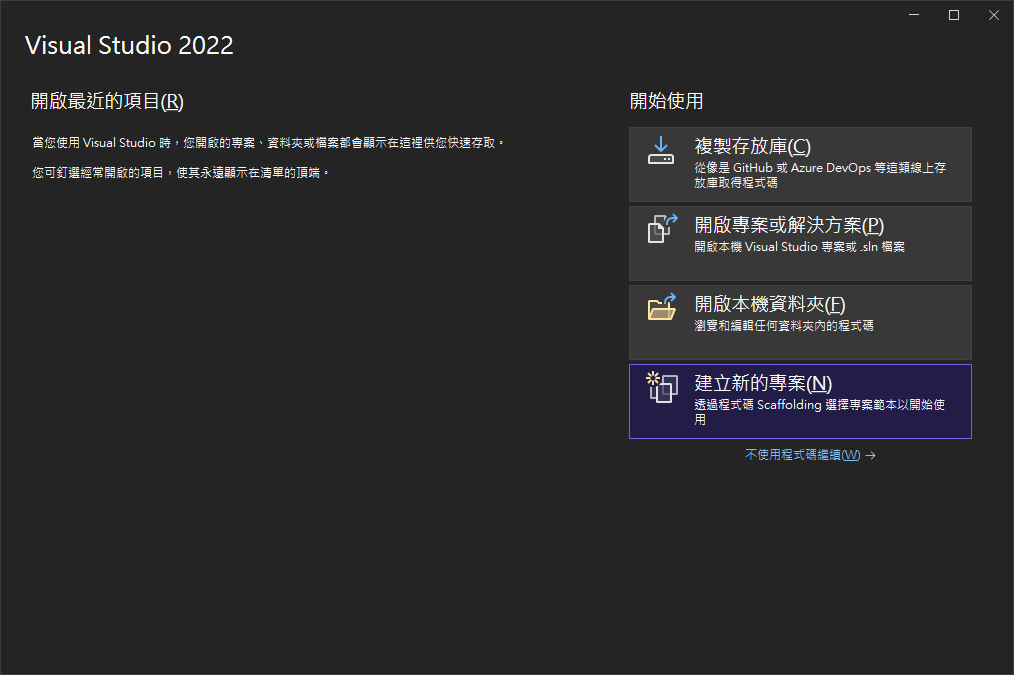 Visual Studio 2022
開啟最近的項目(R)
當您使用 Visual Studio 時，您開啟的專案、資料夾或檔案都會顯示在這裡供您快速存取。
您可釘選經常開啟的項目，使其永遠顯示在清單的頂端。
開始使用
複製存放庫(C)
從像是 GitHub 或 Azure DevOps 等這類線上存
放庫取得程式碼
開啟專案或解決方案(P)
開啟本機 Visual Studio 專案或 .sln 檔案
開啟本機資料夾(F)
瀏覽和編輯任何資料夾內的程式碼
建立新的專案(N)
透過程式碼 Scaffolding 選擇專案範本以開始使
用
不使用程式碼繼續(W) →